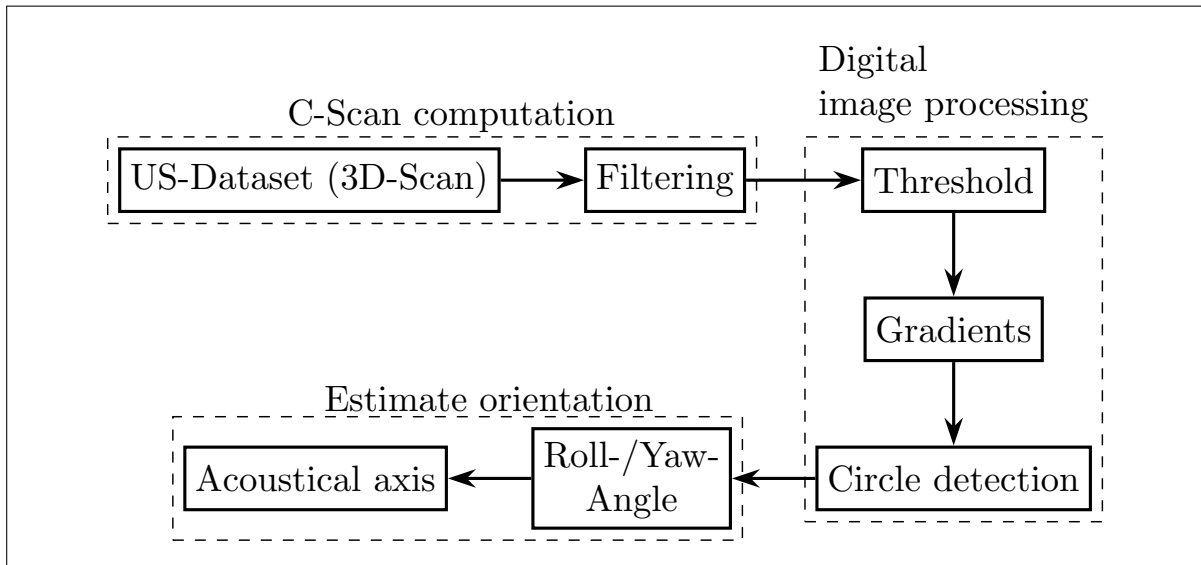 Digital
image processing
C-Scan computation
US-Dataset (3D-Scan)
Filtering
Threshold
Gradients
Estimate orientation
Acoustical axis
Roll-/Yaw-
Angle
Circle detection